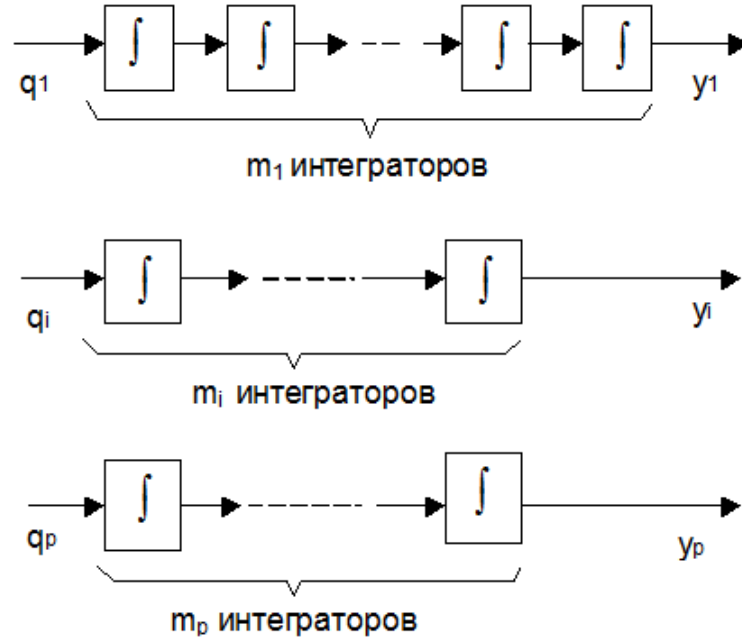 ∫ ∫ ∫ ∫
q1 y1
m1 интеграторов
∫ ∫
qi yi
mi интеграторов
∫ ∫
qp yp
mp интеграторов